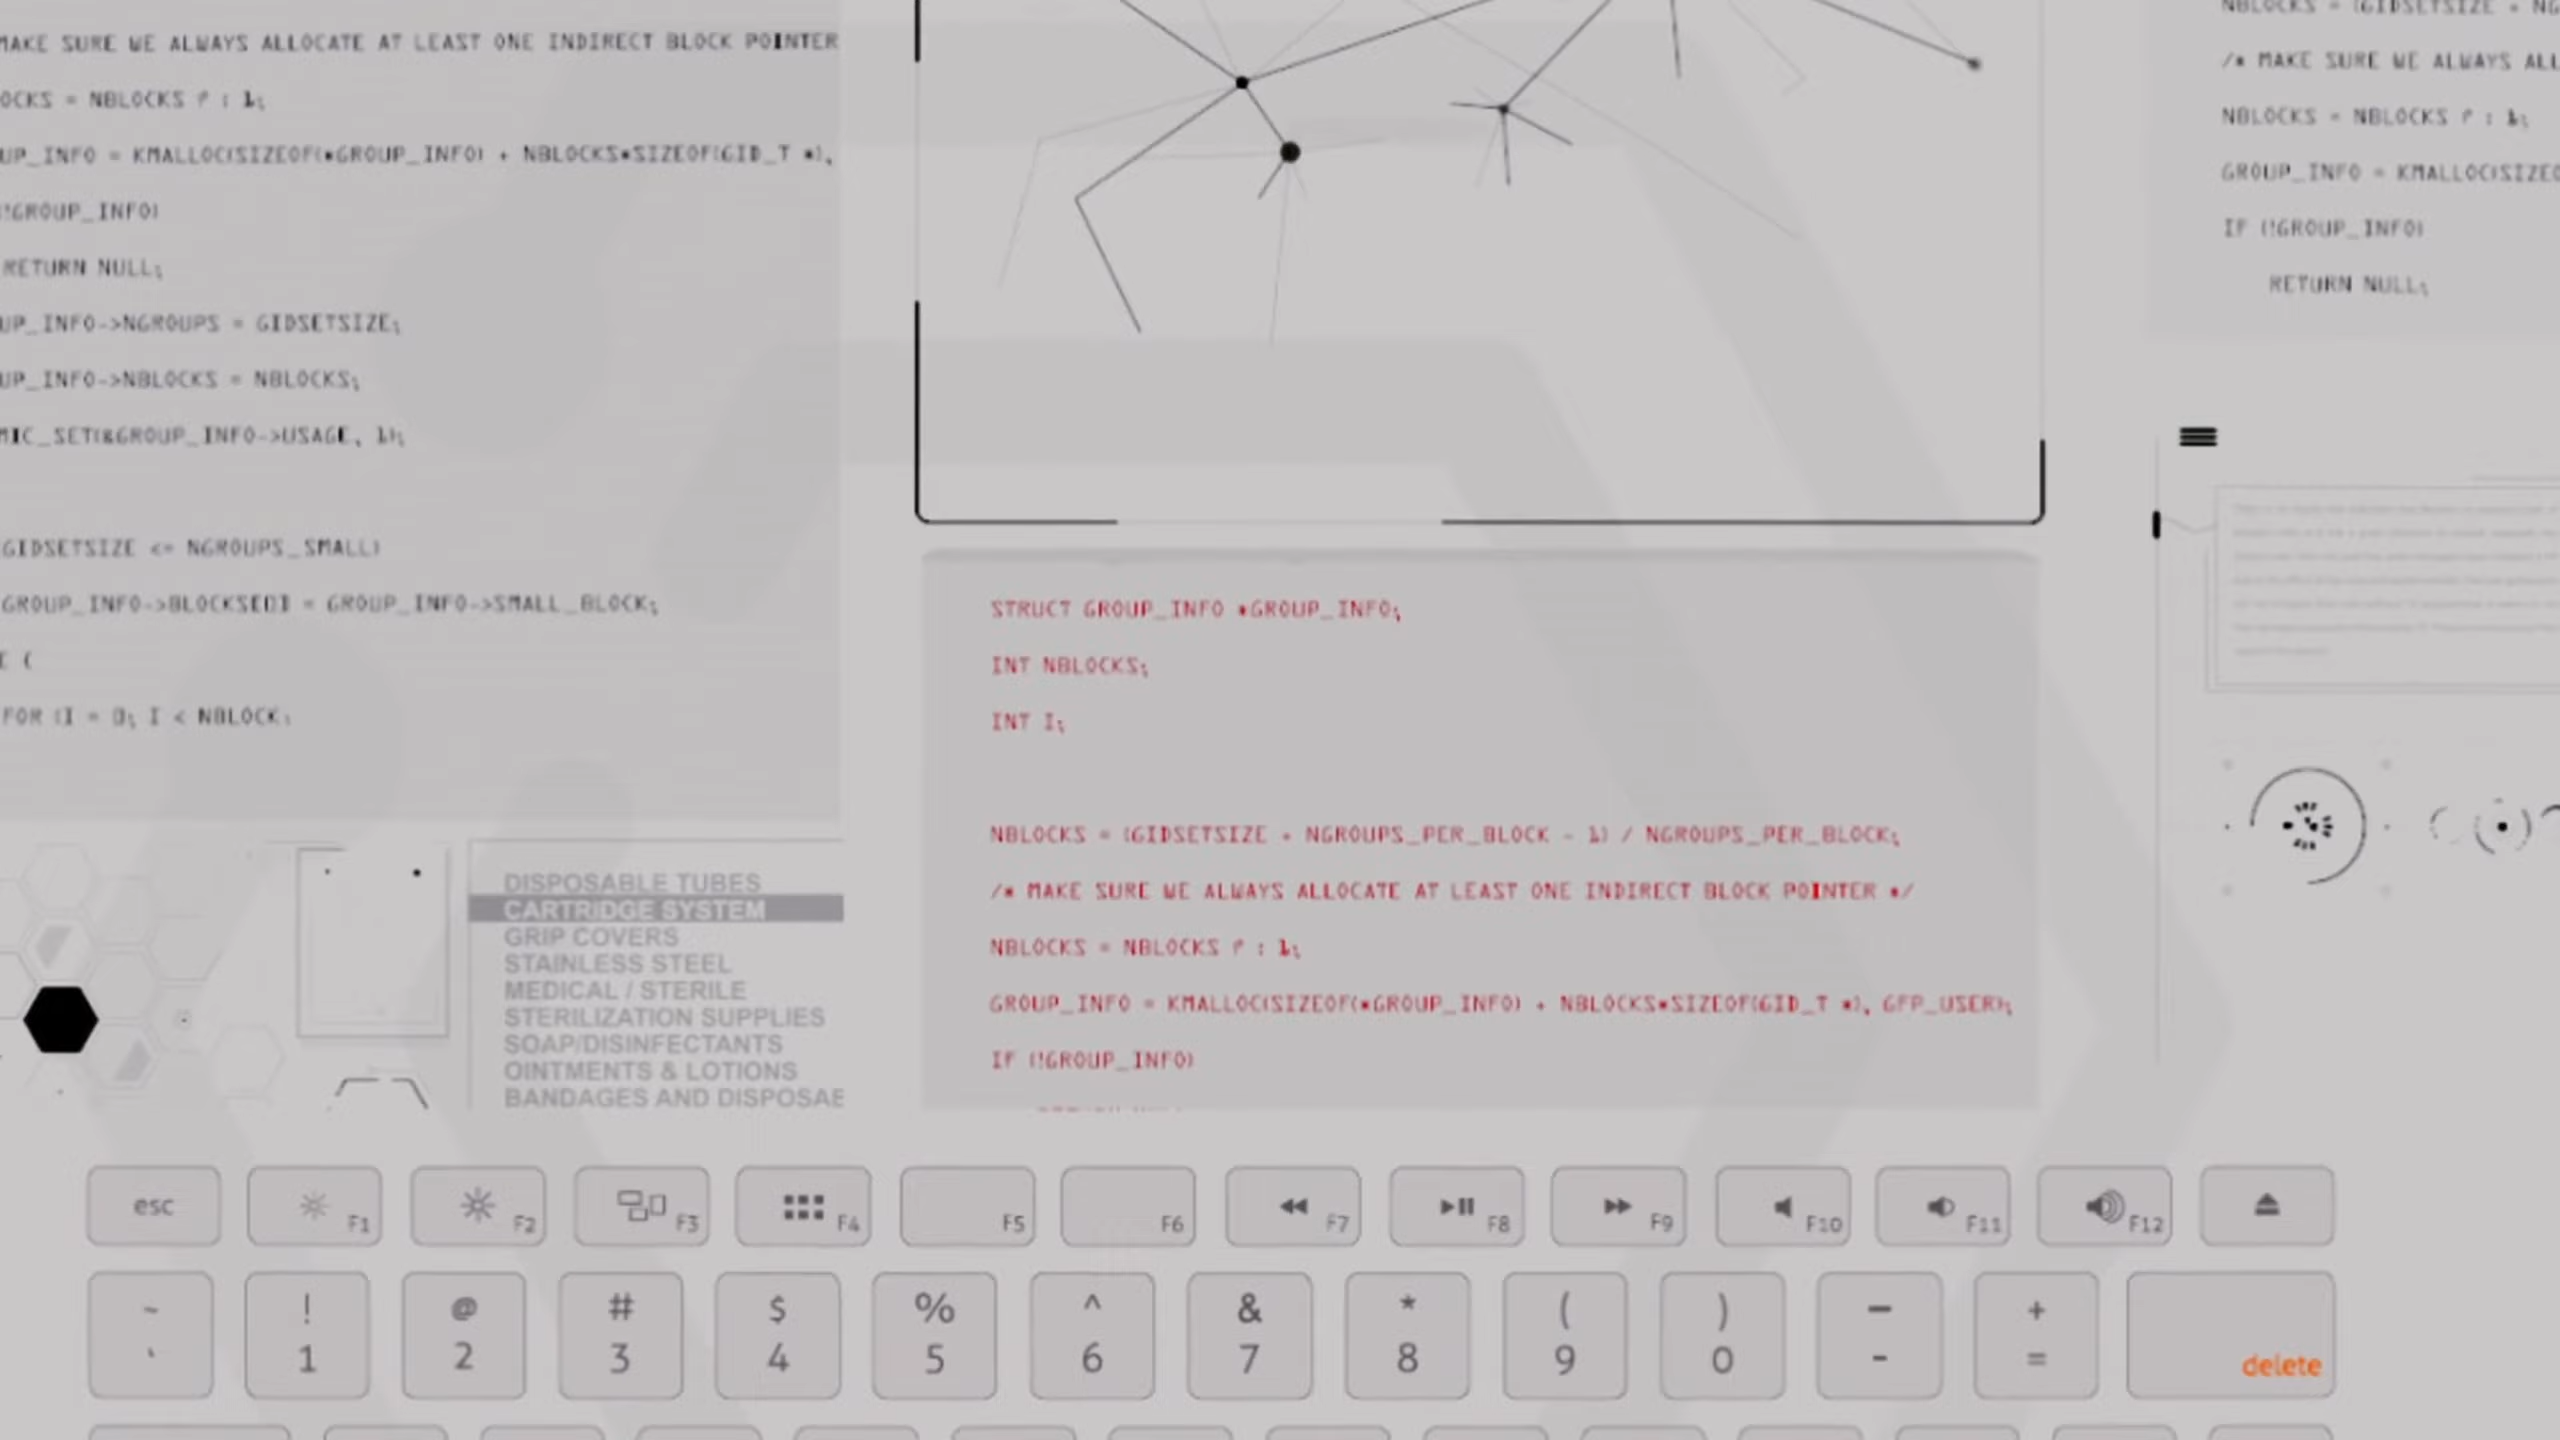 MAKE SURE WE ALWAYS ALLOCATE AT LEAST ONE INDIRECT BLOCK POINTER
OCKS = NBLOCKS ? : 1;
UP_INFO = KMALLOC(SIZEOF(*GROUP_INFO) + NBLOCKS*SIZEOF(GID_T *),
(!GROUP_INFO)
RETURN NULL;
UP_INFO->NGROUPS = GIDSETSIZE;
UP_INFO->NBLOCKS = NBLOCKS;
MIC_SET(&GROUP_INFO->USAGE, 1);
GIDSETSIZE <= NGROUPS_SMALL)
GROUP_INFO->BLOCKS[0] = GROUP_INFO->SMALL_BLOCK;
E {
FOR (I = 0; I < NBLOCK;
NBLOCKS = (GIDSETSIZE + NG
/* MAKE SURE WE ALWAYS ALL
NBLOCKS = NBLOCKS ? : 1;
GROUP_INFO = KMALLOC(SIZEO
IF (!GROUP_INFO)
RETURN NULL;
STRUCT GROUP_INFO *GROUP_INFO;
INT NBLOCKS;
INT I;
NBLOCKS = (GIDSETSIZE + NGROUPS_PER_BLOCK - 1) / NGROUPS_PER_BLOCK;
/* MAKE SURE WE ALWAYS ALLOCATE AT LEAST ONE INDIRECT BLOCK POINTER */
NBLOCKS = NBLOCKS ? : 1;
GROUP_INFO = KMALLOC(SIZEOF(*GROUP_INFO) + NBLOCKS*SIZEOF(GID_T *), GFP_USER);
IF (!GROUP_INFO)
DISPOSABLE TUBES
CARTRIDGE SYSTEM
GRIP COVERS
STAINLESS STEEL
MEDICAL / STERILE
STERILIZATION SUPPLIES
SOAP/DISINFECTANTS
OINTMENTS & LOTIONS
BANDAGES AND DISPOSAB
esc F1 F2 F3 F4 F5 F6 F7 F8 F9 F10 F11 F12
~ ! @ # $ % ^ & * ( ) – +
` 1 2 3 4 5 6 7 8 9 0 - = delete